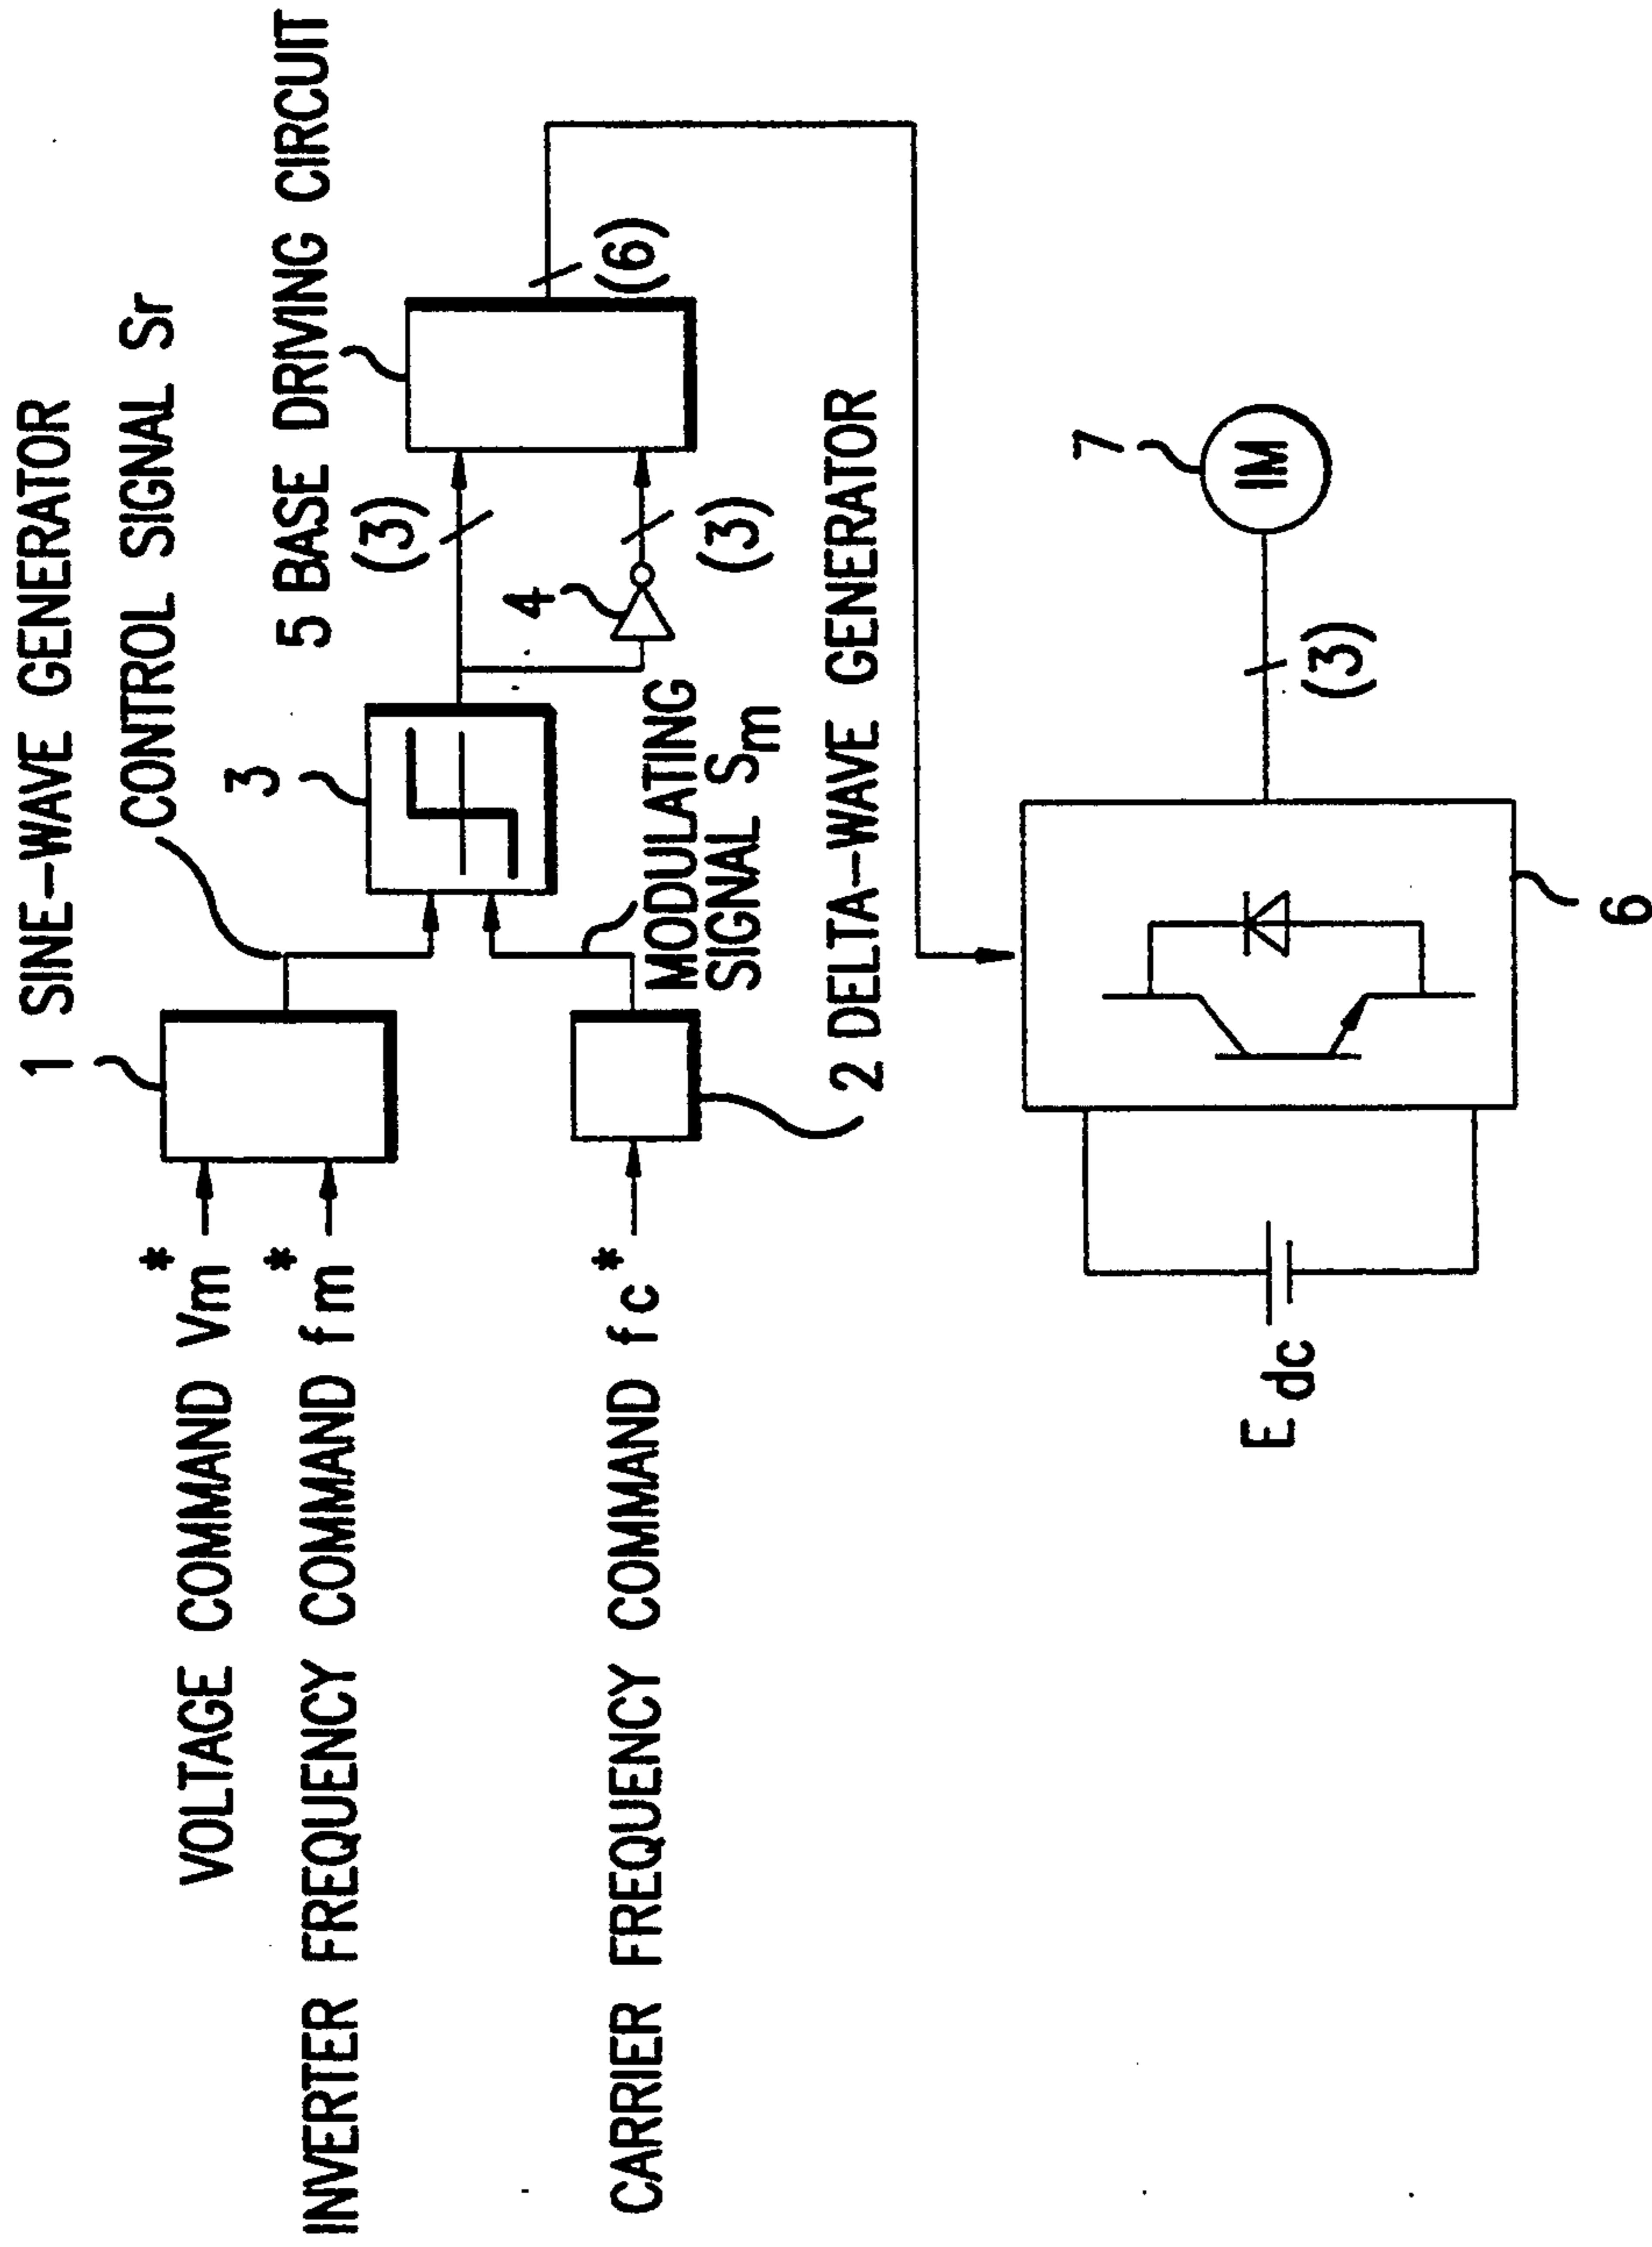 1 SINE-WAVE GENERATOR
CONTROL SIGNAL Sr
5 BASE DRIVING CIRCUIT
VOLTAGE COMMAND Vm*
INVERTER FREQUENCY COMMAND fm*
3
(3)
(6)
4
(3)
CARRIER FREQUENCY COMMAND fc*
MODULATING
SIGNAL Sm
2 DELTA-WAVE GENERATOR
7
IM
(3)
Edc
6